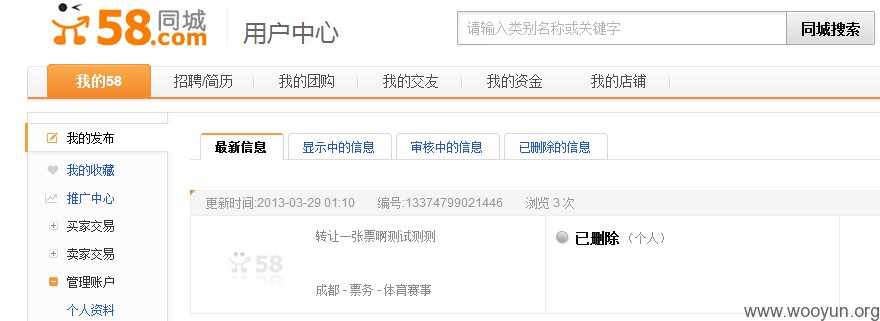 58同城.com 用户中心 请输入类别名称或关键字 同城搜索
我的58 招聘/简历 我的团购 我的交友 我的资金 我的店铺
我的发布
我的收藏
推广中心
买家交易
卖家交易
管理账户
个人资料
最新信息 显示中的信息 审核中的信息 已删除的信息
更新时间:2013-03-29 01:10 编号:13374799021446 浏览 3 次
58
转让一张票啊测试测测
成都 - 票务 - 体育赛事
已删除（个人）
www.wooyun.org